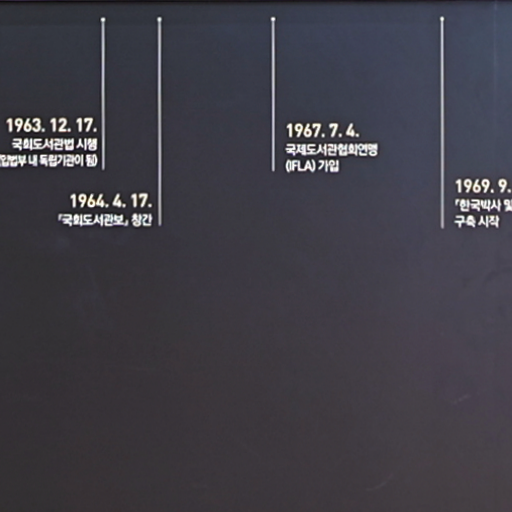 1963. 12. 17.
국회도서관법 시행
입법부 내 독립기관이 됨)
1964. 4. 17.
「국회도서관보」 창간
1967. 7. 4.
국제도서관협회연맹
(IFLA) 가입
1969. 9.
「한국박사 및
구축 시작